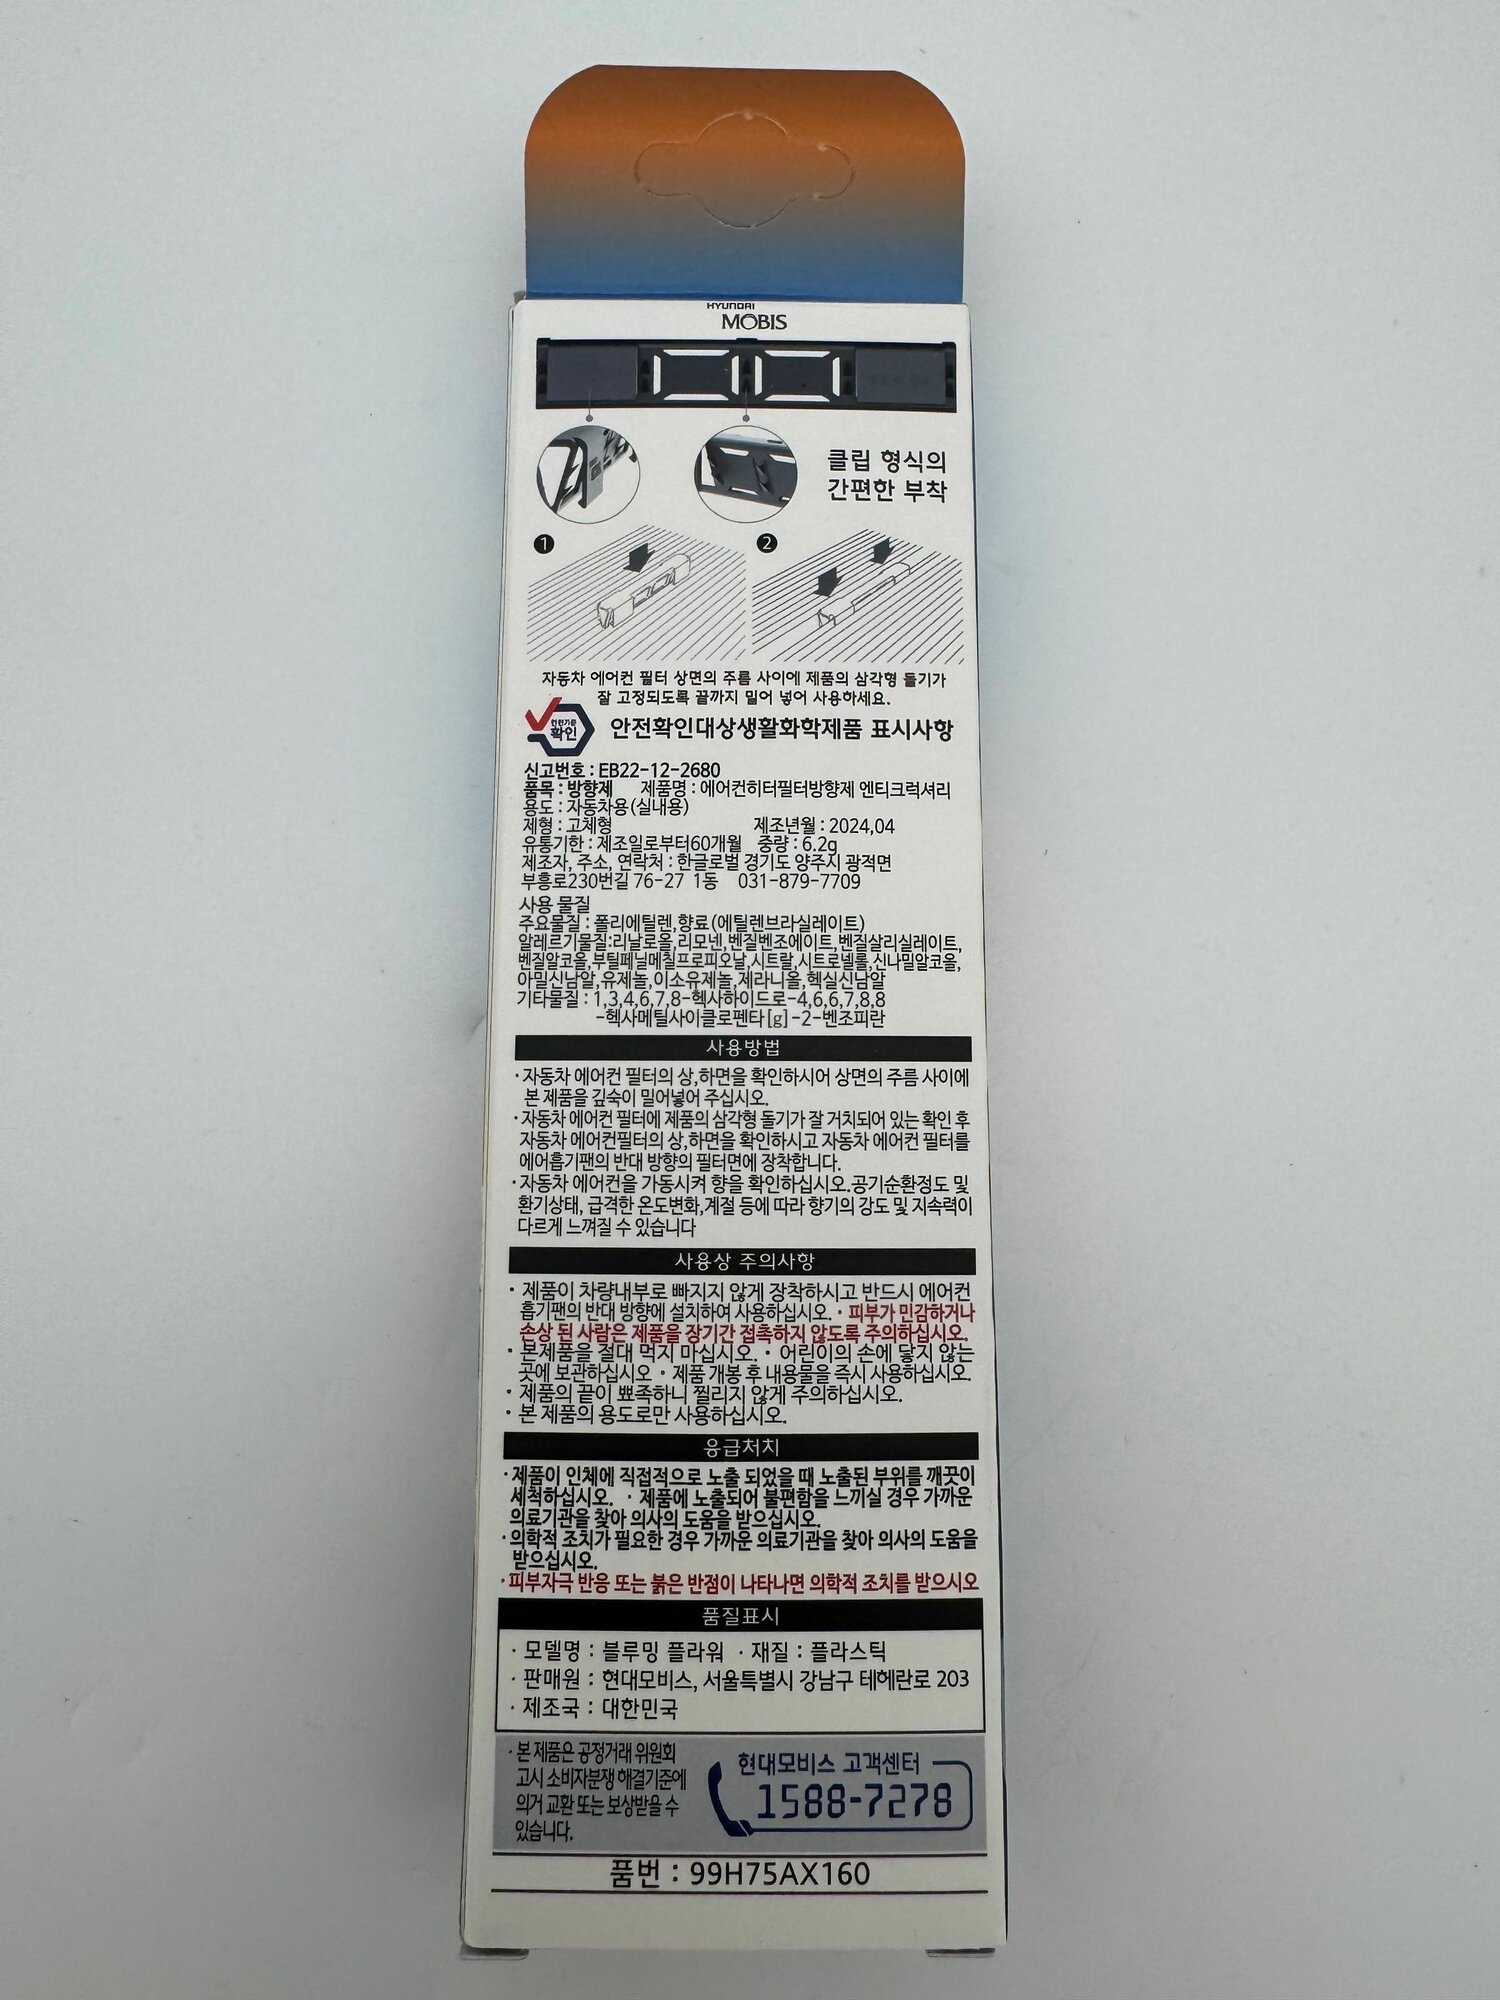 HYUNDAI
MOBIS
클립 형식의
간편한 부착
1
2
자동차 에어컨 필터 상면의 주름 사이에 제품의 삼각형 돌기가
잘 고정되도록 끝까지 밀어 넣어 사용하세요.
안전기준
확인
안전확인대상생활화학제품 표시사항
신고번호 : EB22-12-2680
품목 : 방향제 제품명 : 에어컨히터필터방향제 엔티크럭셔리
용도 : 자동차용(실내용)
제형 : 고체형 제조년월 : 2024,04
유통기한 : 제조일로부터60개월 중량 : 6.2g
제조자, 주소, 연락처 : 한글로벌 경기도 양주시 광적면
부흥로230번길 76-27 1동 031-879-7709
사용 물질
주요물질 : 폴리에틸렌,향료(에틸렌브라실레이트)
알레르기물질:리날로올,리모넨,벤질벤조에이트,벤질살리실레이트,
벤질알코올,부틸페닐메칠프로피오날,시트랄,시트로넬롤,신나밀알코올,
아밀신남알,유제놀,이소유제놀,제라니올,헥실신남알
기타물질 : 1,3,4,6,7,8-헥사하이드로-4,6,6,7,8,8
-헥사메틸사이클로펜타[g]-2-벤조피란
사용방법
·자동차 에어컨 필터의 상,하면을 확인하시어 상면의 주름 사이에
본 제품을 깊숙이 밀어넣어 주십시오.
·자동차 에어컨 필터에 제품의 삼각형 돌기가 잘 거치되어 있는 확인 후
자동차 에어컨필터의 상,하면을 확인하시고 자동차 에어컨 필터를
에어흡기팬의 반대 방향의 필터면에 장착합니다.
·자동차 에어컨을 가동시켜 향을 확인하십시오.공기순환정도 및
환기상태, 급격한 온도변화,계절 등에 따라 향기의 강도 및 지속력이
다르게 느껴질 수 있습니다
사용상 주의사항
· 제품이 차량내부로 빠지지 않게 장착하시고 반드시 에어컨
흡기팬의 반대 방향에 설치하여 사용하십시오. · 피부가 민감하거나
손상 된 사람은 제품을 장기간 접촉하지 않도록 주의하십시오.
· 본제품을 절대 먹지 마십시오. · 어린이의 손에 닿지 않는
곳에 보관하십시오 · 제품 개봉 후 내용물을 즉시 사용하십시오.
· 제품의 끝이 뾰족하니 찔리지 않게 주의하십시오.
· 본 제품의 용도로만 사용하십시오.
응급처치
·제품이 인체에 직접적으로 노출 되었을 때 노출된 부위를 깨끗이
세척하십시오. · 제품에 노출되어 불편함을 느끼실 경우 가까운
의료기관을 찾아 의사의 도움을 받으십시오.
·의학적 조치가 필요한 경우 가까운 의료기관을 찾아 의사의 도움을
받으십시오.
·피부자극 반응 또는 붉은 반점이 나타나면 의학적 조치를 받으시오
품질표시
· 모델명 : 블루밍 플라워 · 재질 : 플라스틱
· 판매원 : 현대모비스, 서울특별시 강남구 테헤란로 203
· 제조국 : 대한민국
· 본 제품은 공정거래 위원회
고시 소비자분쟁 해결기준에
의거 교환 또는 보상받을 수
있습니다.
현대모비스 고객센터
1588-7278
품번 : 99H75AX160